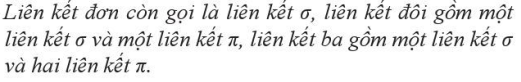 Liên kết đơn còn gọi là liên kết σ, liên kết đôi gồm một
liên kết σ và một liên kết π, liên kết ba gồm một liên kết σ
và hai liên kết π.